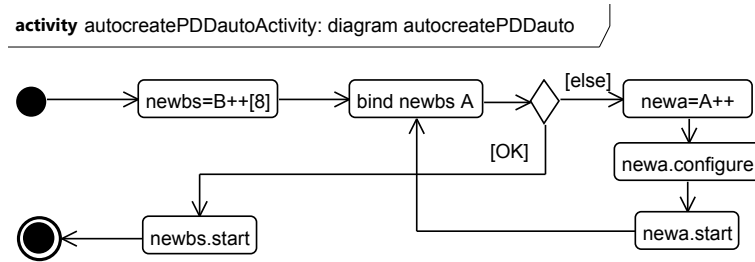 activity autocreatePDDautoActivity: diagram autocreatePDDauto
newbs=B++[8]
bind newbs A
[else]
newa=A++
[OK]
newa.configure
newbs.start
newa.start